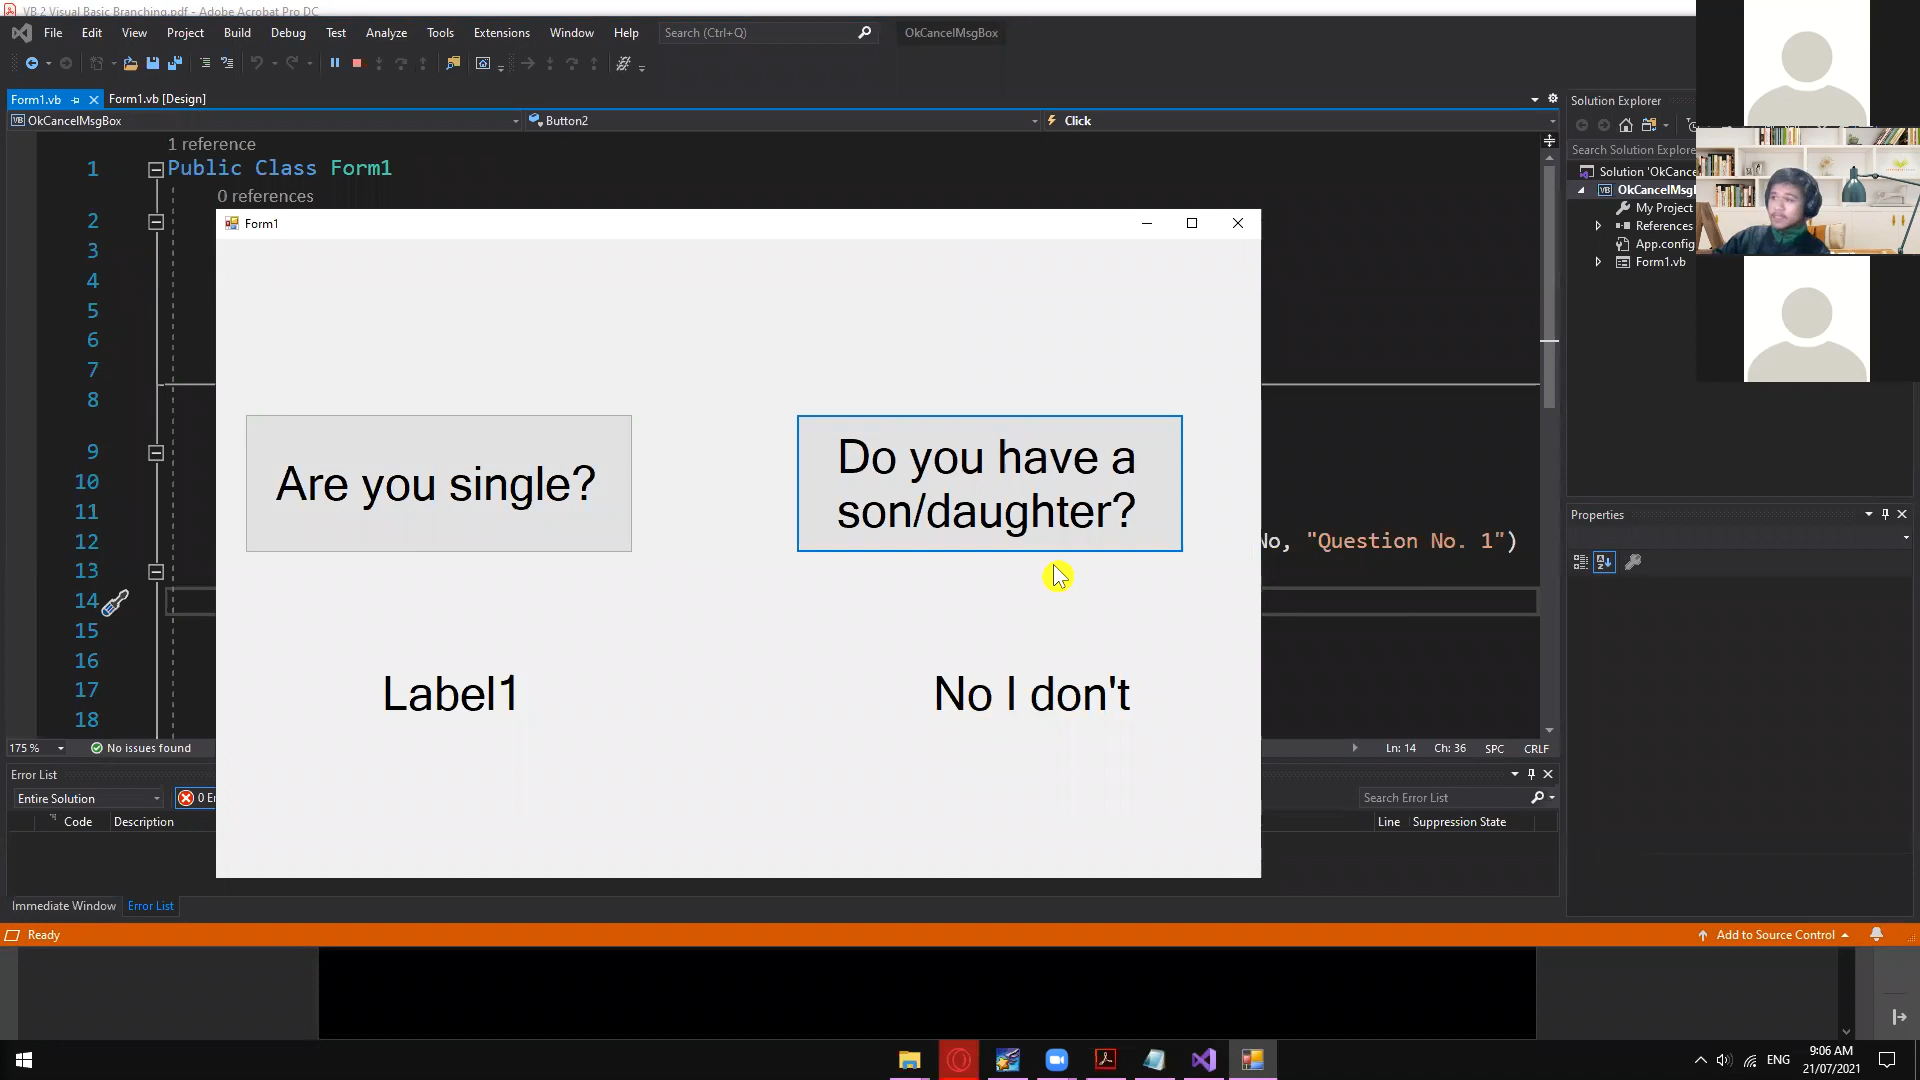 VB 2 Visual Basic Branching.pdf - Adobe Acrobat Pro DC
File Edit View Project Build Debug Test Analyze Tools Extensions Window Help Search (Ctrl+Q) OkCancelMsgBox
Form1.vb Form1.vb [Design]
OkCancelMsgBox Button2 Click
1 reference
1 Public Class Form1
0 references
2
3
4
5
6
7
8
9
10
11
12 No, "Question No. 1")
13
14
15
16
17
18
Form1
Are you single?
Do you have a
son/daughter?
Label1
No I don't
175 % No issues found Ln: 14 Ch: 36 SPC CRLF
Error List
Entire Solution 0 Er Search Error List
Code Description Line Suppression State
Immediate Window Error List
Ready Add to Source Control
Solution Explorer
Search Solution Explore
Solution 'OkCance
OkCancelMsgB
My Project
References
App.config
Form1.vb
Properties
ENG 9:06 AM
21/07/2021